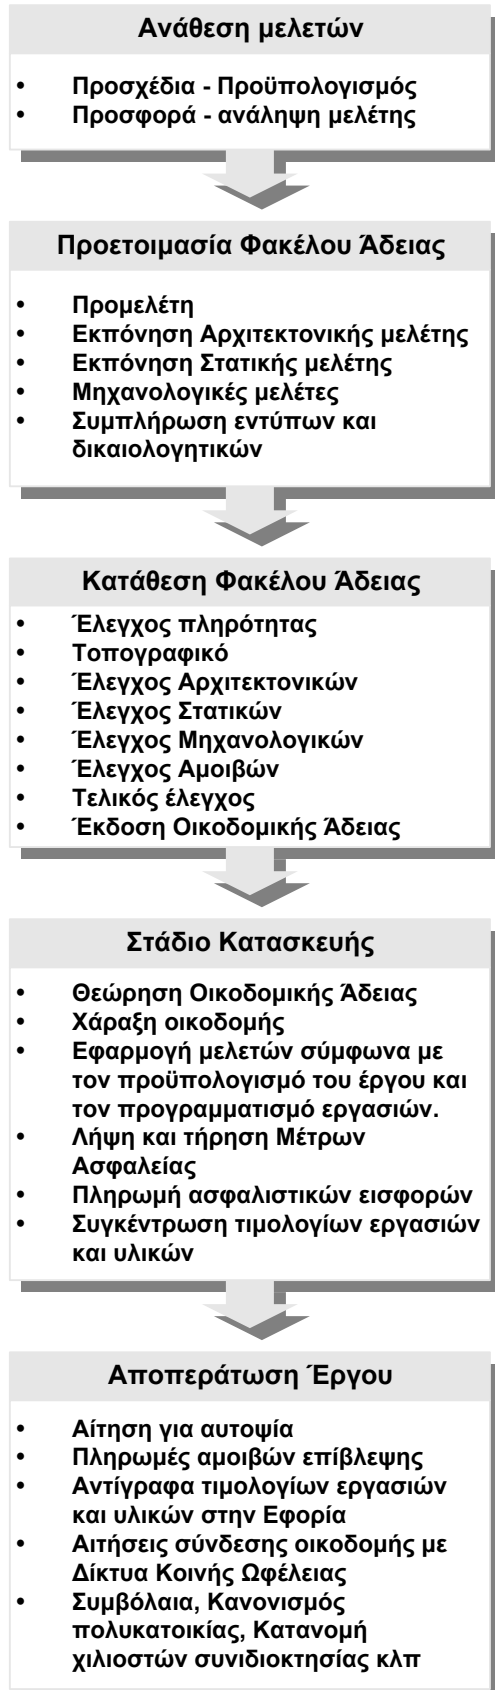 Ανάθεση μελετών
• Προσχέδια - Προϋπολογισμός
• Προσφορά - ανάληψη μελέτης
Προετοιμασία Φακέλου Άδειας
• Προμελέτη
• Εκπόνηση Αρχιτεκτονικής μελέτης
• Εκπόνηση Στατικής μελέτης
• Μηχανολογικές μελέτες
• Συμπλήρωση εντύπων και
δικαιολογητικών
Κατάθεση Φακέλου Άδειας
• Έλεγχος πληρότητας
• Τοπογραφικό
• Έλεγχος Αρχιτεκτονικών
• Έλεγχος Στατικών
• Έλεγχος Μηχανολογικών
• Έλεγχος Αμοιβών
• Τελικός έλεγχος
• Έκδοση Οικοδομικής Άδειας
Στάδιο Κατασκευής
• Θεώρηση Οικοδομικής Άδειας
• Χάραξη οικοδομής
• Εφαρμογή μελετών σύμφωνα με
τον προϋπολογισμό του έργου και
τον προγραμματισμό εργασιών.
• Λήψη και τήρηση Μέτρων
Ασφαλείας
• Πληρωμή ασφαλιστικών εισφορών
• Συγκέντρωση τιμολογίων εργασιών
και υλικών
Αποπεράτωση Έργου
• Αίτηση για αυτοψία
• Πληρωμές αμοιβών επίβλεψης
• Αντίγραφα τιμολογίων εργασιών
και υλικών στην Εφορία
• Αιτήσεις σύνδεσης οικοδομής με
Δίκτυα Κοινής Ωφέλειας
• Συμβόλαια, Κανονισμός
πολυκατοικίας, Κατανομή
χιλιοστών συνιδιοκτησίας κλπ